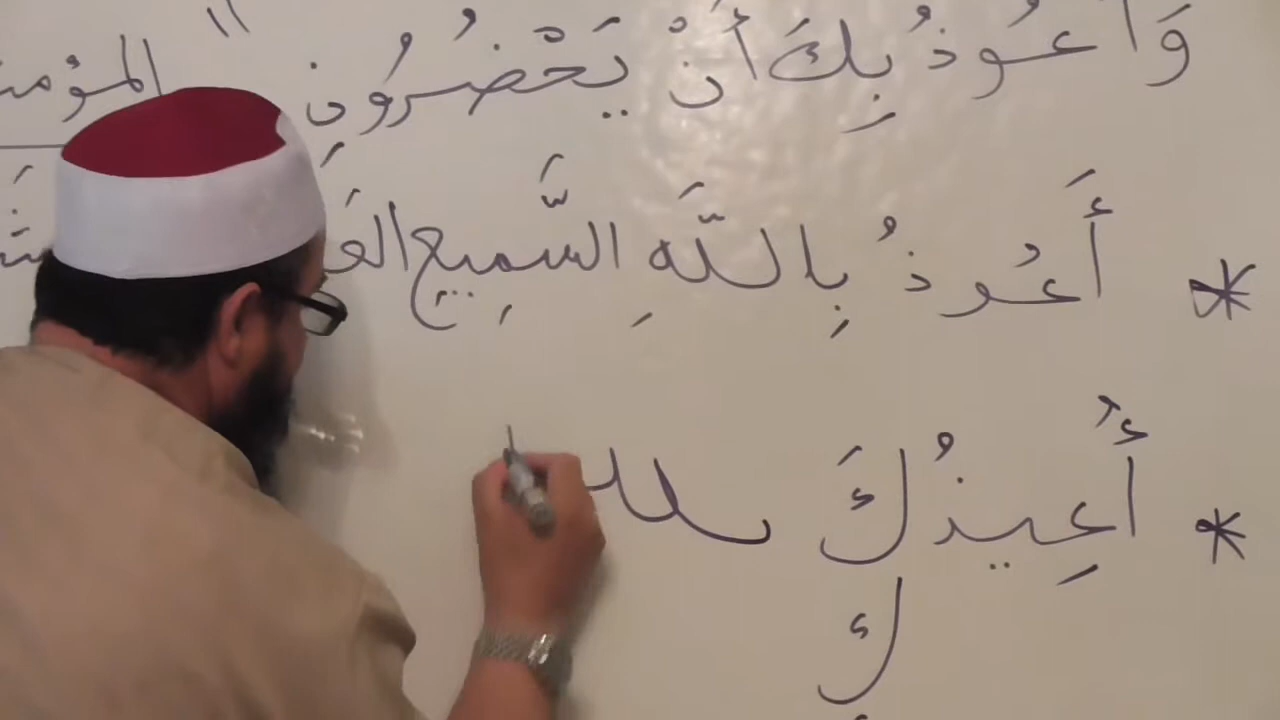 وَأَعُوذُ بِكَ أَنْ يَحْضُرُونِ "
* أَعُوذُ بِاللَّهِ السَّمِيعِ
* أُعِيذُكَ
كِ